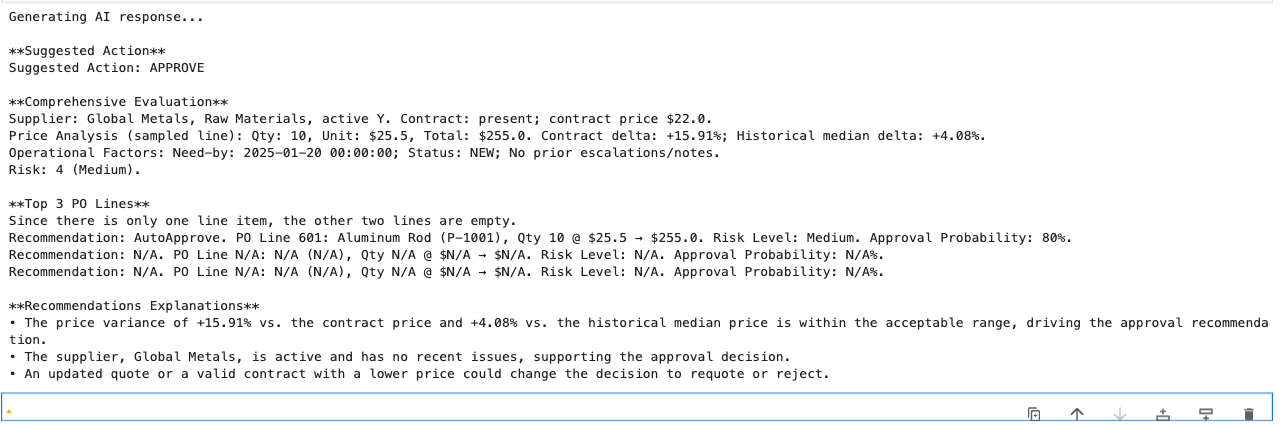 Generating AI response...
**Suggested Action**
Suggested Action: APPROVE
**Comprehensive Evaluation**
Supplier: Global Metals, Raw Materials, active Y. Contract: present; contract price $22.0.
Price Analysis (sampled line): Qty: 10, Unit: $25.5, Total: $255.0. Contract delta: +15.91%; Historical median delta: +4.08%.
Operational Factors: Need-by: 2025-01-20 00:00:00; Status: NEW; No prior escalations/notes.
Risk: 4 (Medium).
**Top 3 PO Lines**
Since there is only one line item, the other two lines are empty.
Recommendation: AutoApprove. PO Line 601: Aluminum Rod (P-1001), Qty 10 @ $25.5 → $255.0. Risk Level: Medium. Approval Probability: 80%.
Recommendation: N/A. PO Line N/A: N/A (N/A), Qty N/A @ $N/A → $N/A. Risk Level: N/A. Approval Probability: N/A%.
Recommendation: N/A. PO Line N/A: N/A (N/A), Qty N/A @ $N/A → $N/A. Risk Level: N/A. Approval Probability: N/A%.
**Recommendations Explanations**
• The price variance of +15.91% vs. the contract price and +4.08% vs. the historical median price is within the acceptable range, driving the approval recommenda
tion.
• The supplier, Global Metals, is active and has no recent issues, supporting the approval decision.
• An updated quote or a valid contract with a lower price could change the decision to requote or reject.